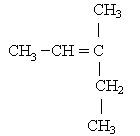 CH₃
CH₃ – CH = C
CH₂
CH₃